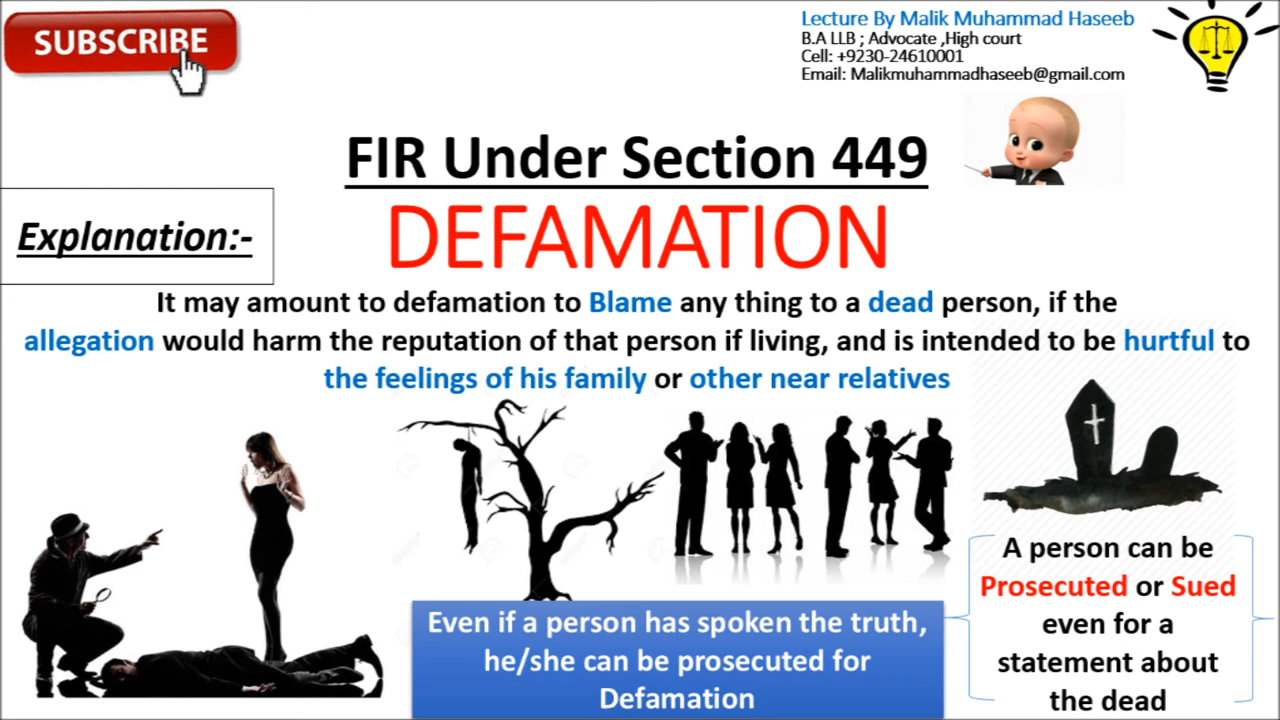 SUBSCRIBE
Lecture By Malik Muhammad Haseeb
B.A LLB ; Advocate ,High court
Cell: +9230-24610001
Email: Malikmuhammadhaseeb@gmail.com
FIR Under Section 449
Explanation:-
DEFAMATION
It may amount to defamation to Blame any thing to a dead person, if the
allegation would harm the reputation of that person if living, and is intended to be hurtful to
the feelings of his family or other near relatives
Even if a person has spoken the truth,
he/she can be prosecuted for
Defamation
A person can be
Prosecuted or Sued
even for a
statement about
the dead